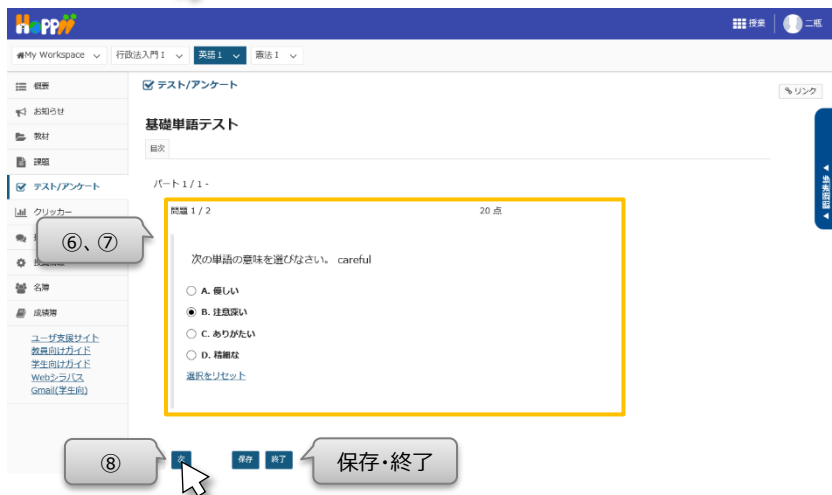 HOPPII
授業
二瓶
My Workspace
行政法入門I
英語I
憲法I
概要
お知らせ
教材
課題
テスト/アンケート
クリッカー
名簿
成績簿
ユーザ支援サイト
教員向けガイド
学生向けガイド
Webシラバス
Gmail(学生向)
テスト/アンケート
リンク
基礎単語テスト
目次
パート 1 / 1 -
問題 1 / 2
20 点
次の単語の意味を選びなさい。 careful
A. 優しい
B. 注意深い
C. ありがたい
D. 精細な
選択をリセット
⑥、⑦
⑧
次
保存
終了
保存・終了